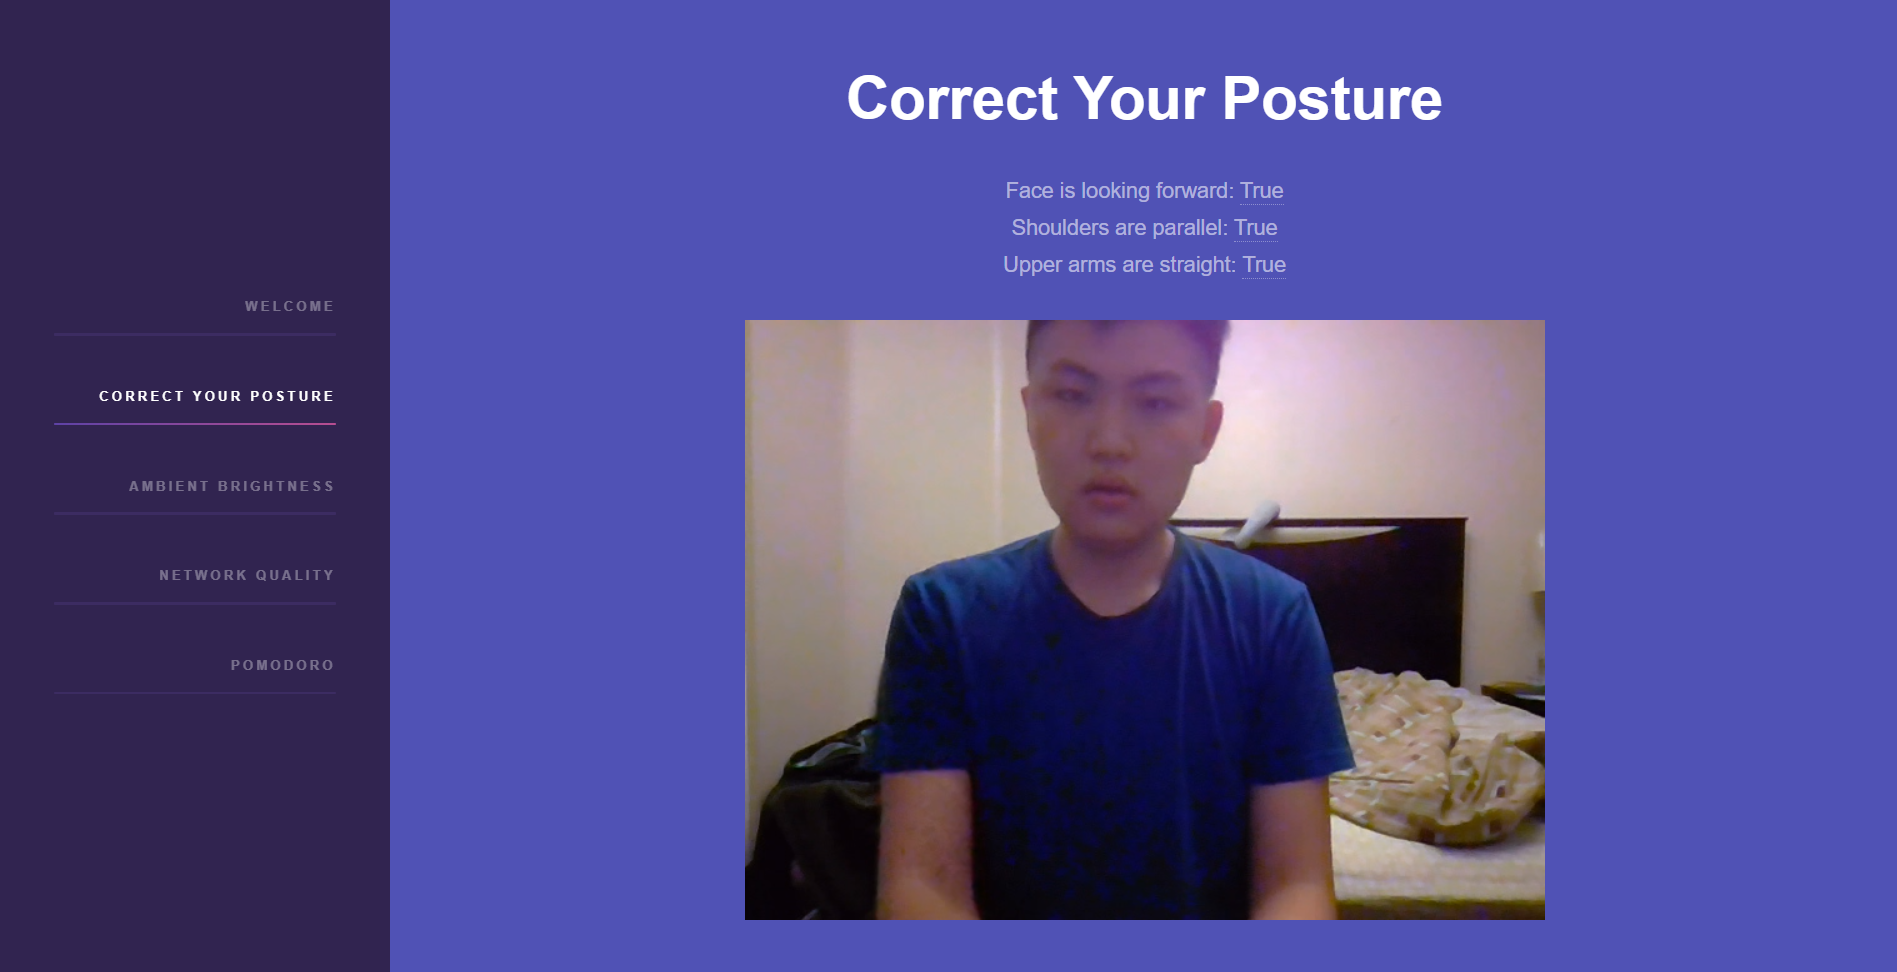 WELCOME
CORRECT YOUR POSTURE
AMBIENT BRIGHTNESS
NETWORK QUALITY
POMODORO
Correct Your Posture
Face is looking forward: True
Shoulders are parallel: True
Upper arms are straight: True